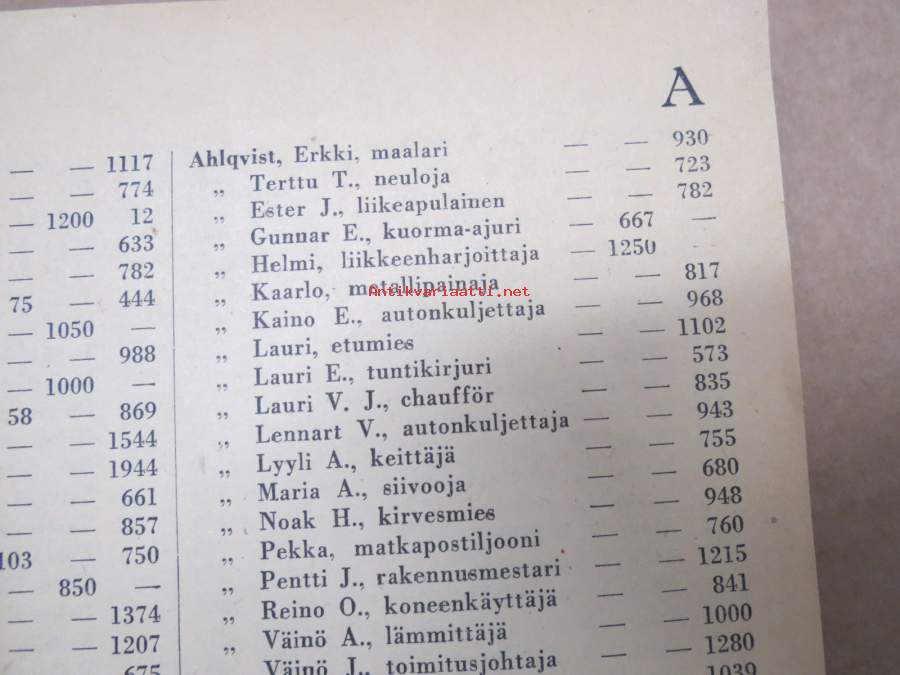 A
— — 1117
— — 774
— 1200 12
— — 633
— — 782
75 — 444
— 1050 —
— — 988
— 1000 —
58 — 869
— — 1544
— — 1944
— — 661
— — 857
103 — 750
— 850 —
— — 1374
— — 1207
675
Ahlqvist, Erkki, maalari — — 930
„ Terttu T., neuloja — — 723
„ Ester J., liikeapulainen — — 782
„ Gunnar E., kuorma-ajuri — 667 —
„ Helmi, liikkeenharjoittaja — 1250 —
„ Kaarlo, metallipainaja — — 817
Antikvariaatti.net
„ Kaino E., autonkuljettaja — — 968
„ Lauri, etumies — — 1102
„ Lauri E., tuntikirjuri — — 573
„ Lauri V. J., chaufför — — 835
„ Lennart V., autonkuljettaja — — 943
„ Lyyli A., keittäjä — — 755
„ Maria A., siivooja — — 680
„ Noak H., kirvesmies — — 948
„ Pekka, matkapostiljooni — — 760
„ Pentti J., rakennusmestari — — 1215
„ Reino O., koneenkäyttäjä — — 841
„ Väinö A., lämmittäjä — — 1000
„ Väinö J., toimitusjohtaja — — 1280
1039